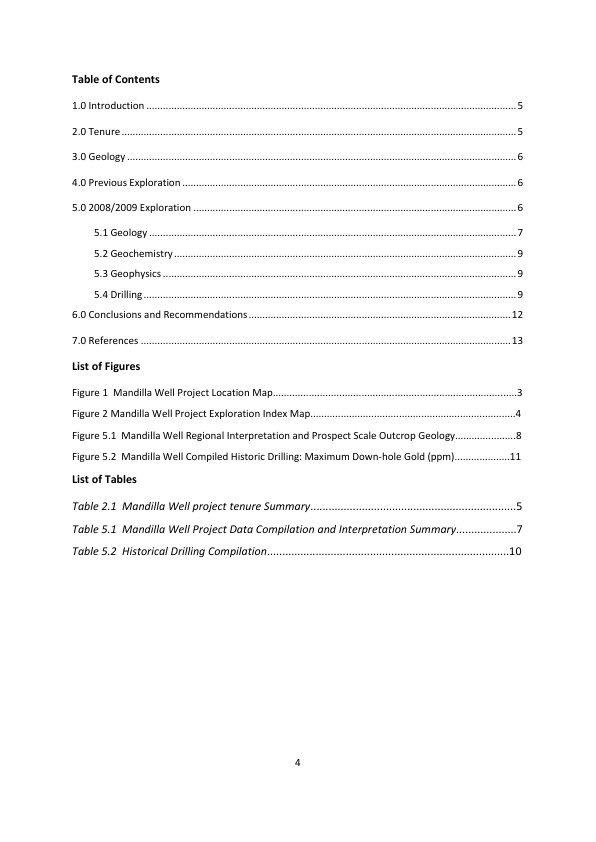 Table of Contents
1.0 Introduction ........................................................................................................................................ 5
2.0 Tenure ................................................................................................................................................ 5
3.0 Geology .............................................................................................................................................. 6
4.0 Previous Exploration .......................................................................................................................... 6
5.0 2008/2009 Exploration ...................................................................................................................... 6
5.1 Geology ......................................................................................................................................... 7
5.2 Geochemistry ................................................................................................................................ 9
5.3 Geophysics .................................................................................................................................... 9
5.4 Drilling ........................................................................................................................................... 9
6.0 Conclusions and Recommendations ................................................................................................ 12
7.0 References ....................................................................................................................................... 13
List of Figures
Figure 1  Mandilla Well Project Location Map........................................................................................3
Figure 2 Mandilla Well Project Exploration Index Map..........................................................................4
Figure 5.1  Mandilla Well Regional Interpretation and Prospect Scale Outcrop Geology......................8
Figure 5.2  Mandilla Well Compiled Historic Drilling: Maximum Down-hole Gold (ppm)....................11
List of Tables
Table 2.1  Mandilla Well project tenure Summary....................................................................5
Table 5.1  Mandilla Well Project Data Compilation and Interpretation Summary...................7
Table 5.2  Historical Drilling Compilation................................................................................10
4